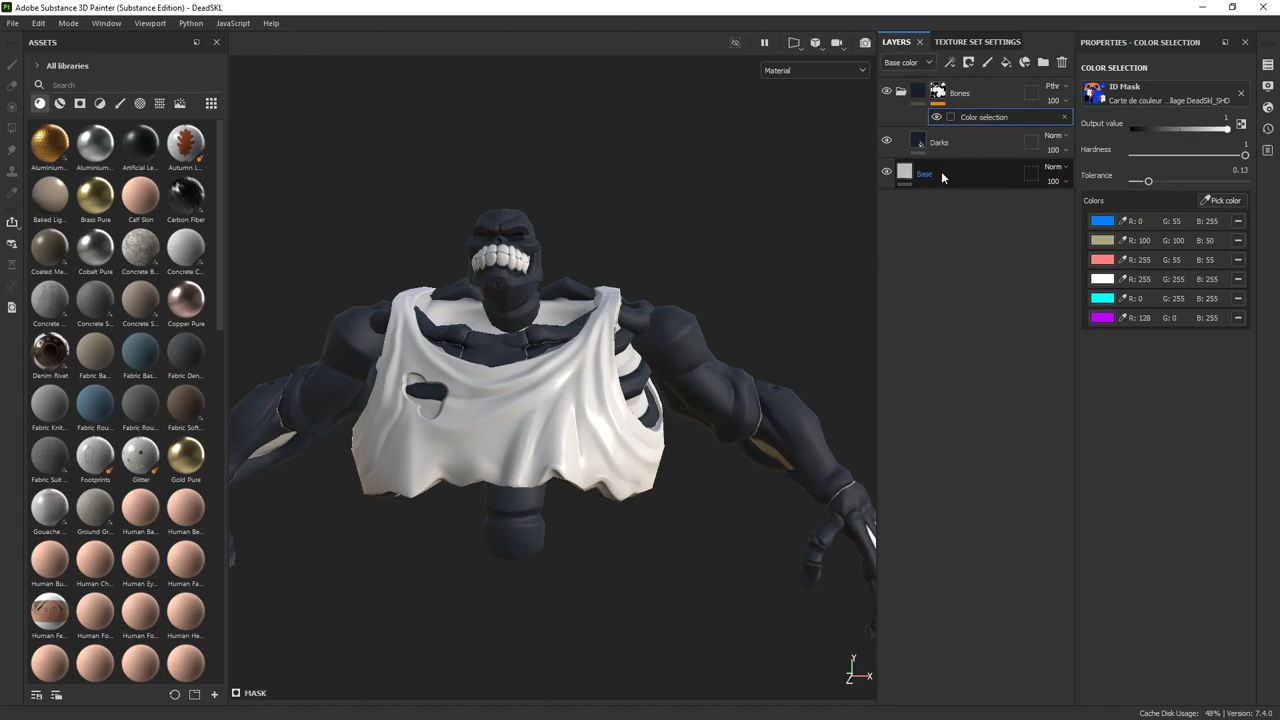 Adobe Substance 3D Painter (Substance Edition) - DeadSKL
File Edit Mode Window Viewport Python JavaScript Help
ASSETS
All libraries
Search
Aluminium... Aluminium... Artificial Le... Autumn L...
Baked Lig... Brass Pure Calf Skin Carbon Fiber
Coated Me... Cobalt Pure Concrete B... Concrete C...
Concrete ... Concrete S... Concrete S... Copper Pure
Denim Rivet Fabric Ba... Fabric Bas... Fabric Den...
Fabric Knit... Fabric Rou... Fabric Rou... Fabric Soft...
Fabric Suit ... Footprints Glitter Gold Pure
Gouache ... Ground Gr... Human Ba... Human Be...
Human Bu... Human Ch... Human Ey... Human Fa...
Human Fe... Human Fo... Human Fo... Human He...
Material
MASK
Y
Z X
LAYERS TEXTURE SET SETTINGS
Base color
Bones Pthr
100
Color selection
Darks Norm
100
Base Norm
100
PROPERTIES - COLOR SELECTION
COLOR SELECTION
ID Mask
Carte de couleur ...llage DeadSkl_SHD
Output value 1
Hardness 1
Tolerance 0.13
Colors Pick color
R: 0 G: 55 B: 255
R: 100 G: 100 B: 50
R: 255 G: 55 B: 55
R: 255 G: 255 B: 255
R: 0 G: 255 B: 255
R: 128 G: 0 B: 255
Cache Disk Usage: 48% | Version: 7.4.0